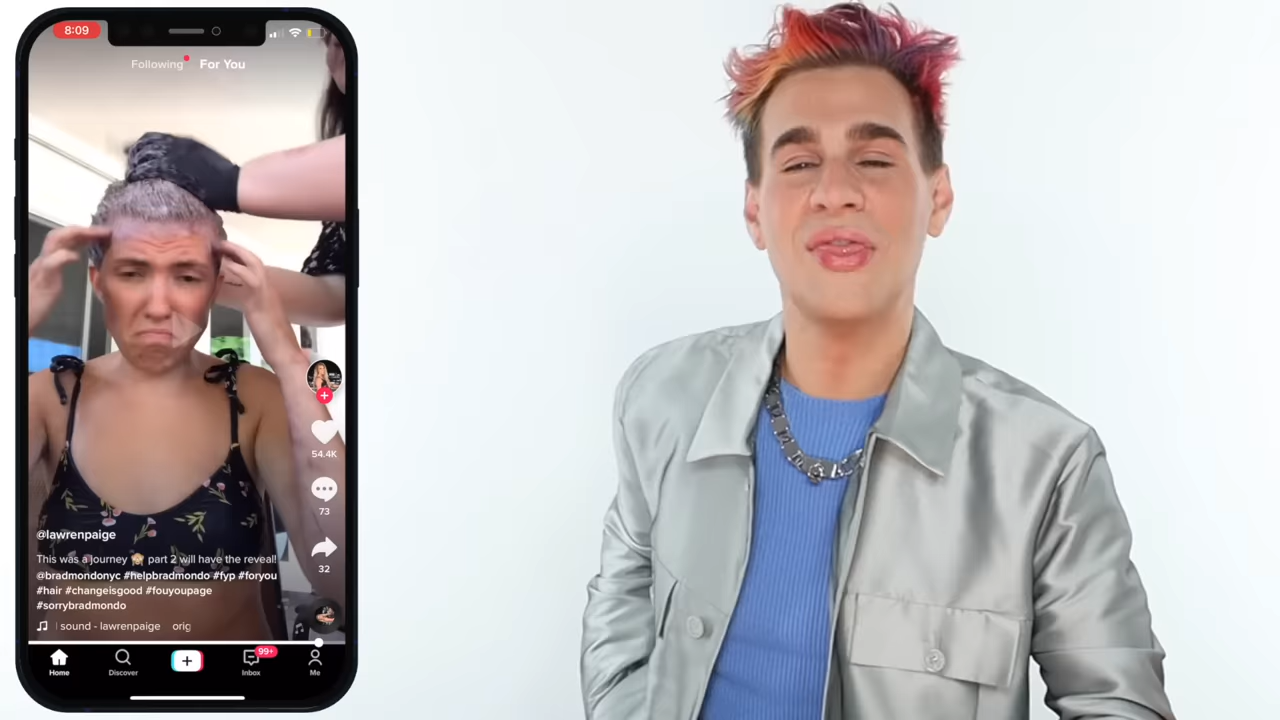 8:09
Following For You
54.4K
73
32
@lawrenpaige
This was a journey 🙈 part 2 will have the reveal!
@bradmondonyc #helpbradmondo #fyp #foryou
#hair #changeisgood #fouyoupage
#sorrybradmondo
sound - lawrenpaige orig
99+
Home Discover Inbox Me